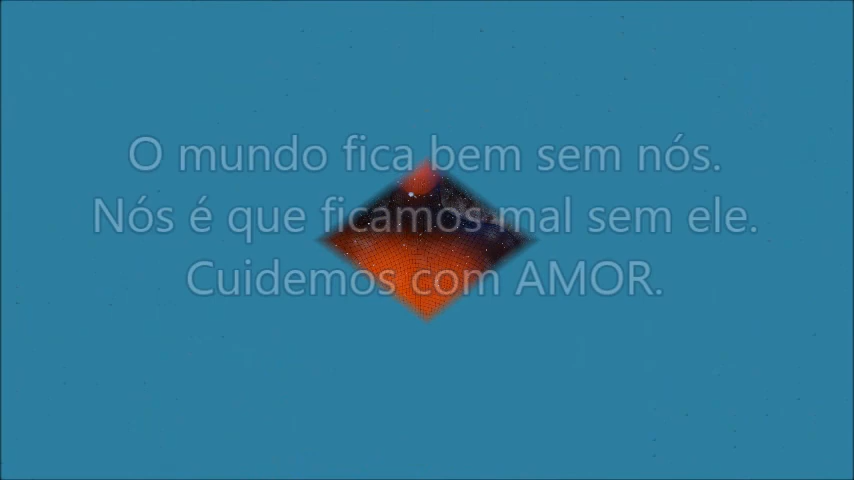 O mundo fica bem sem nós.
Nós é que ficamos mal sem ele.
Cuidemos com AMOR.